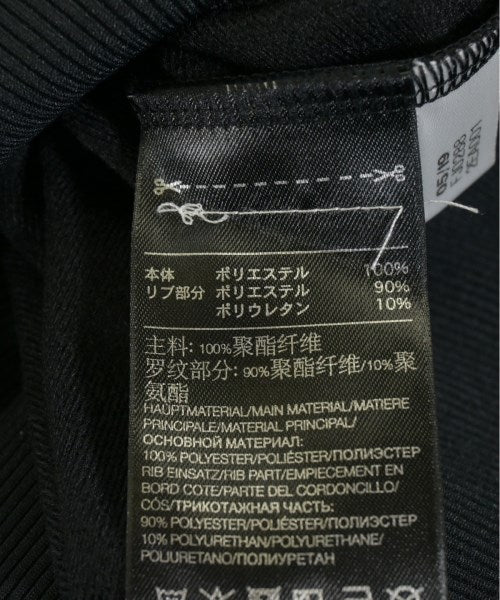 05/19
本体 ポリエステル 100%
リブ部分 ポリエステル 90%
ポリウレタン 10%
主料: 100%聚酯纤维
罗纹部分: 90%聚酯纤维/10%聚
氨酯
HAUPTMATERIAL/MAIN MATERIAL/MATIERE
PRINCIPALE/MATERIAL PRINCIPAL/
ОСНОВНОЙ МАТЕРИАЛ:
100% POLYESTER/POLIÉSTER/ПОЛИЭСТЕР
RIB EINSATZ/RIB PART/EMPIECEMENT EN
BORD COTE/PARTE DEL CORDONCILLO/
CÓS/ТРИКОТАЖНАЯ ЧАСТЬ:
90% POLYESTER/POLIÉSTER/ПОЛИЭСТЕР
10% POLYURETHAN/POLYURETHANE/
POLIURETANO/ПОЛИУРЕТАН